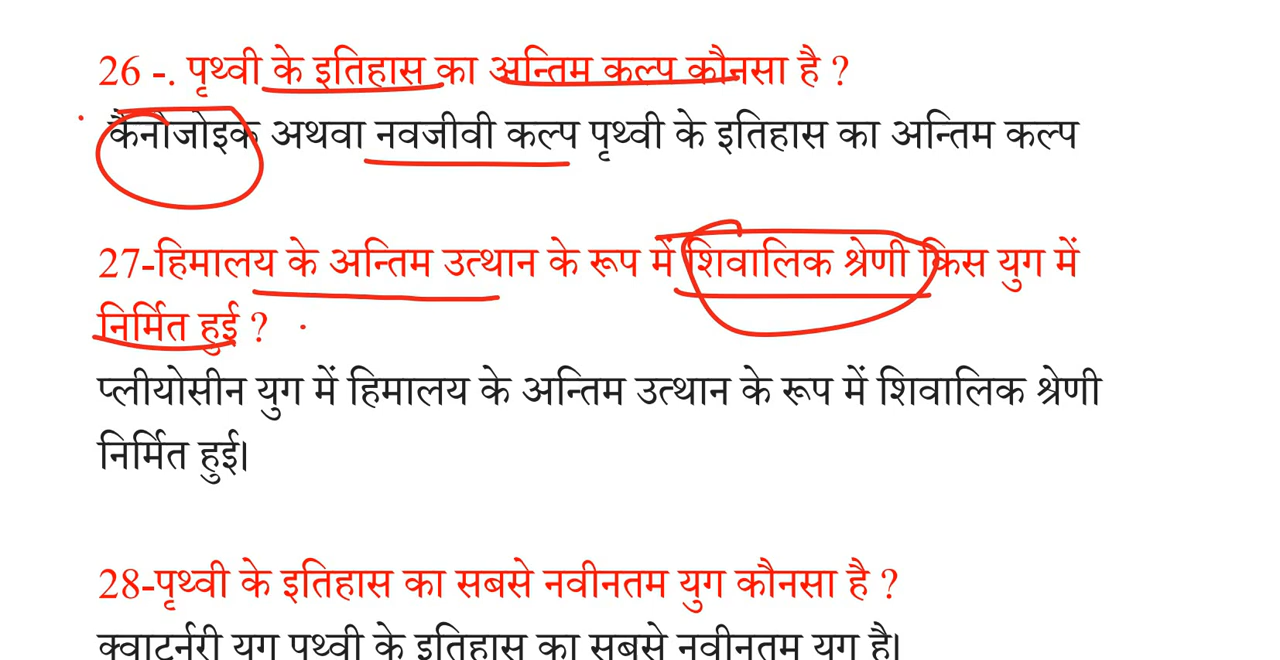 26 -. पृथ्वी के इतिहास का अन्तिम कल्प कौनसा है ?
कैनोजोइक अथवा नवजीवी कल्प पृथ्वी के इतिहास का अन्तिम कल्प
27-हिमालय के अन्तिम उत्थान के रूप में शिवालिक श्रेणी किस युग में
निर्मित हुई ?
प्लीयोसीन युग में हिमालय के अन्तिम उत्थान के रूप में शिवालिक श्रेणी
निर्मित हुई।
28-पृथ्वी के इतिहास का सबसे नवीनतम युग कौनसा है ?
क्वाटर्नरी युग पृथ्वी के इतिहास का सबसे नवीनतम युग है।